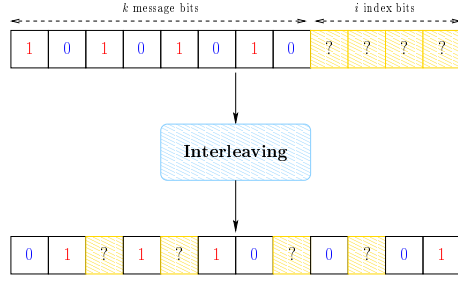 k message bits i index bits
1 0 1 0 1 0 1 0 ? ? ? ?
Interleaving
0 1 ? 1 ? 1 0 ? 0 ? 0 1